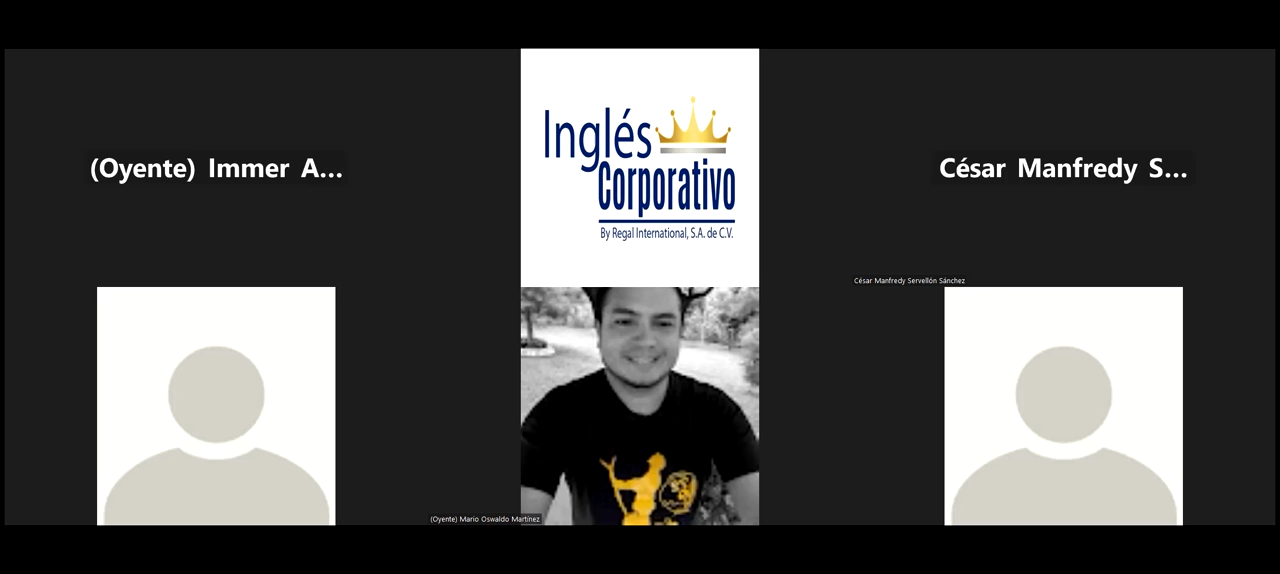 (Oyente) Immer A...
Inglés
Corporativo
By Regal International, S.A. de C.V.
César Manfredy S...
César Manfredy Servellón Sánchez
(Oyente) Mario Oswaldo Martínez